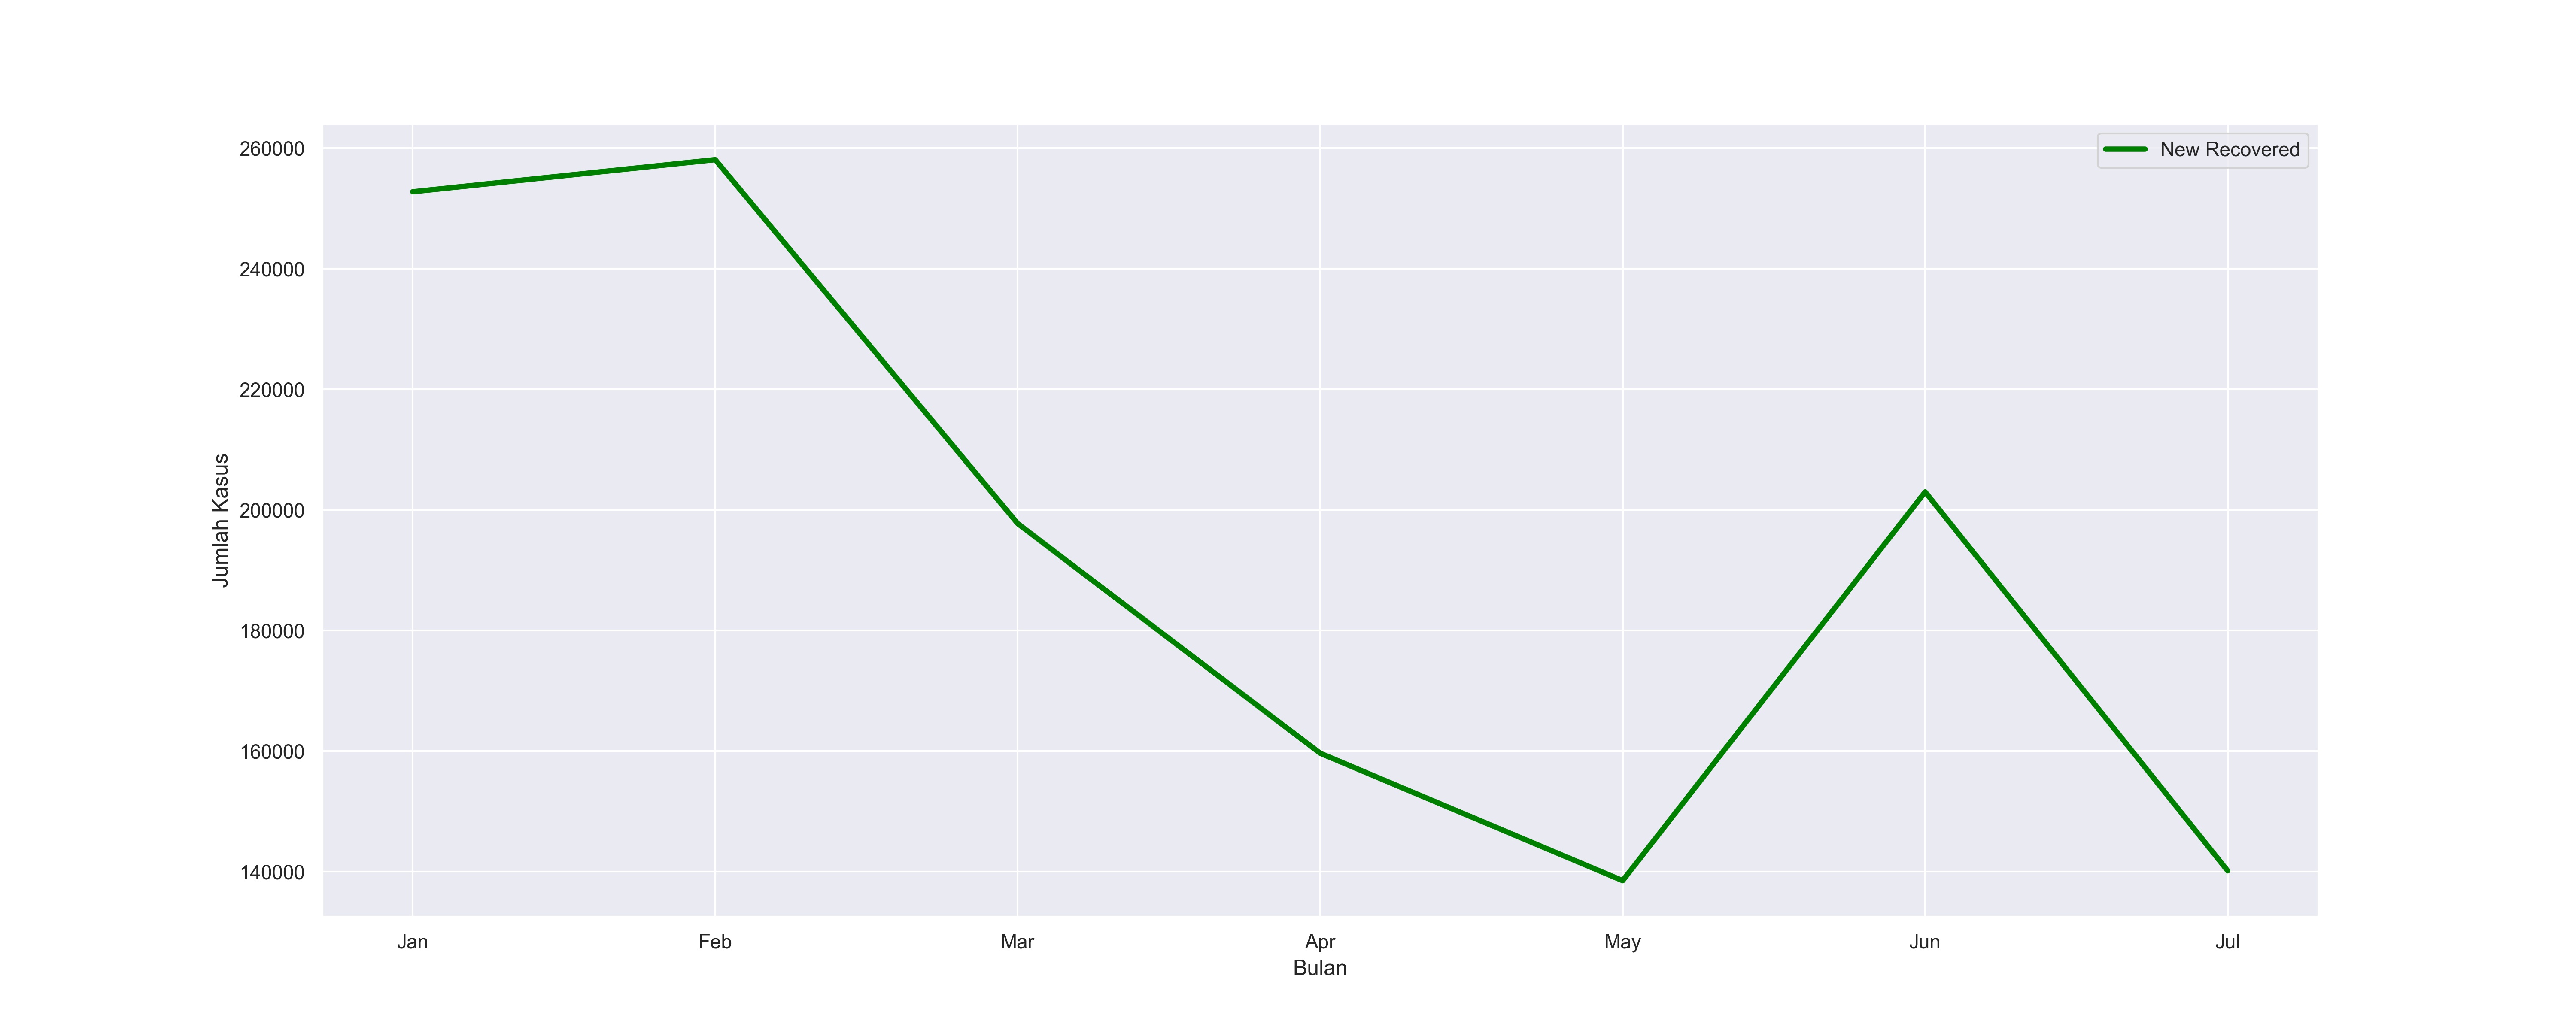 New Recovered
260000
240000
220000
200000
180000
160000
140000
Jumlah Kasus
Jan Feb Mar Apr May Jun Jul
Bulan